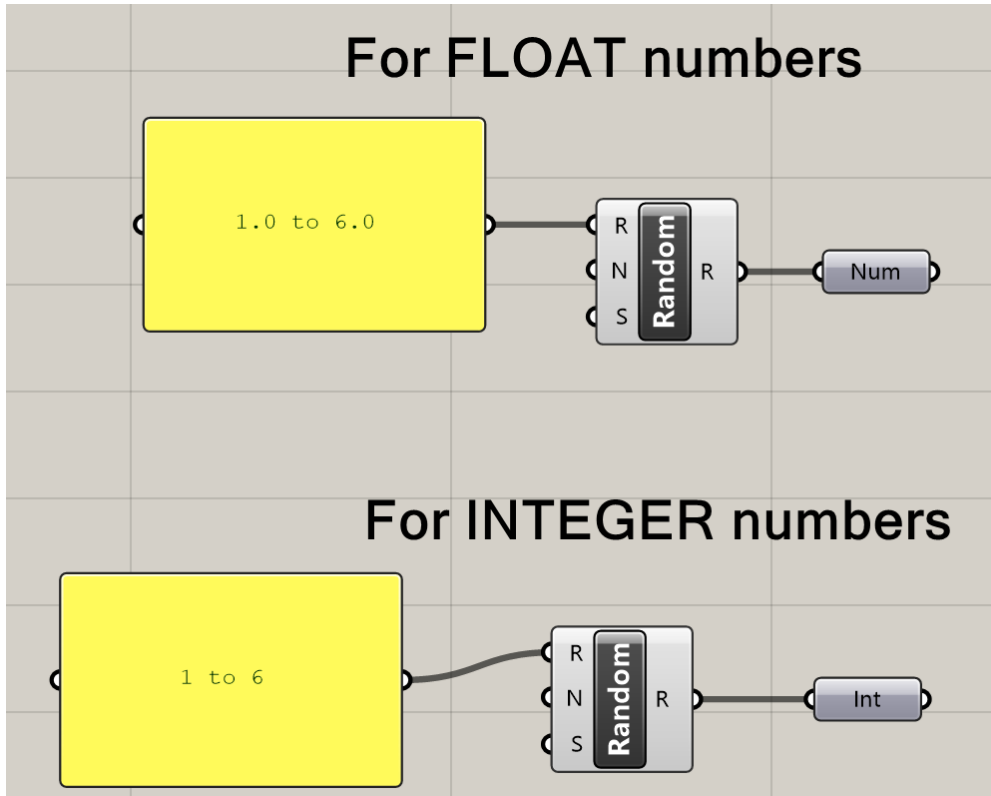 For FLOAT numbers
1.0 to 6.0
R
N
S
Random
R
Num
For INTEGER numbers
1 to 6
R
N
S
Random
R
Int